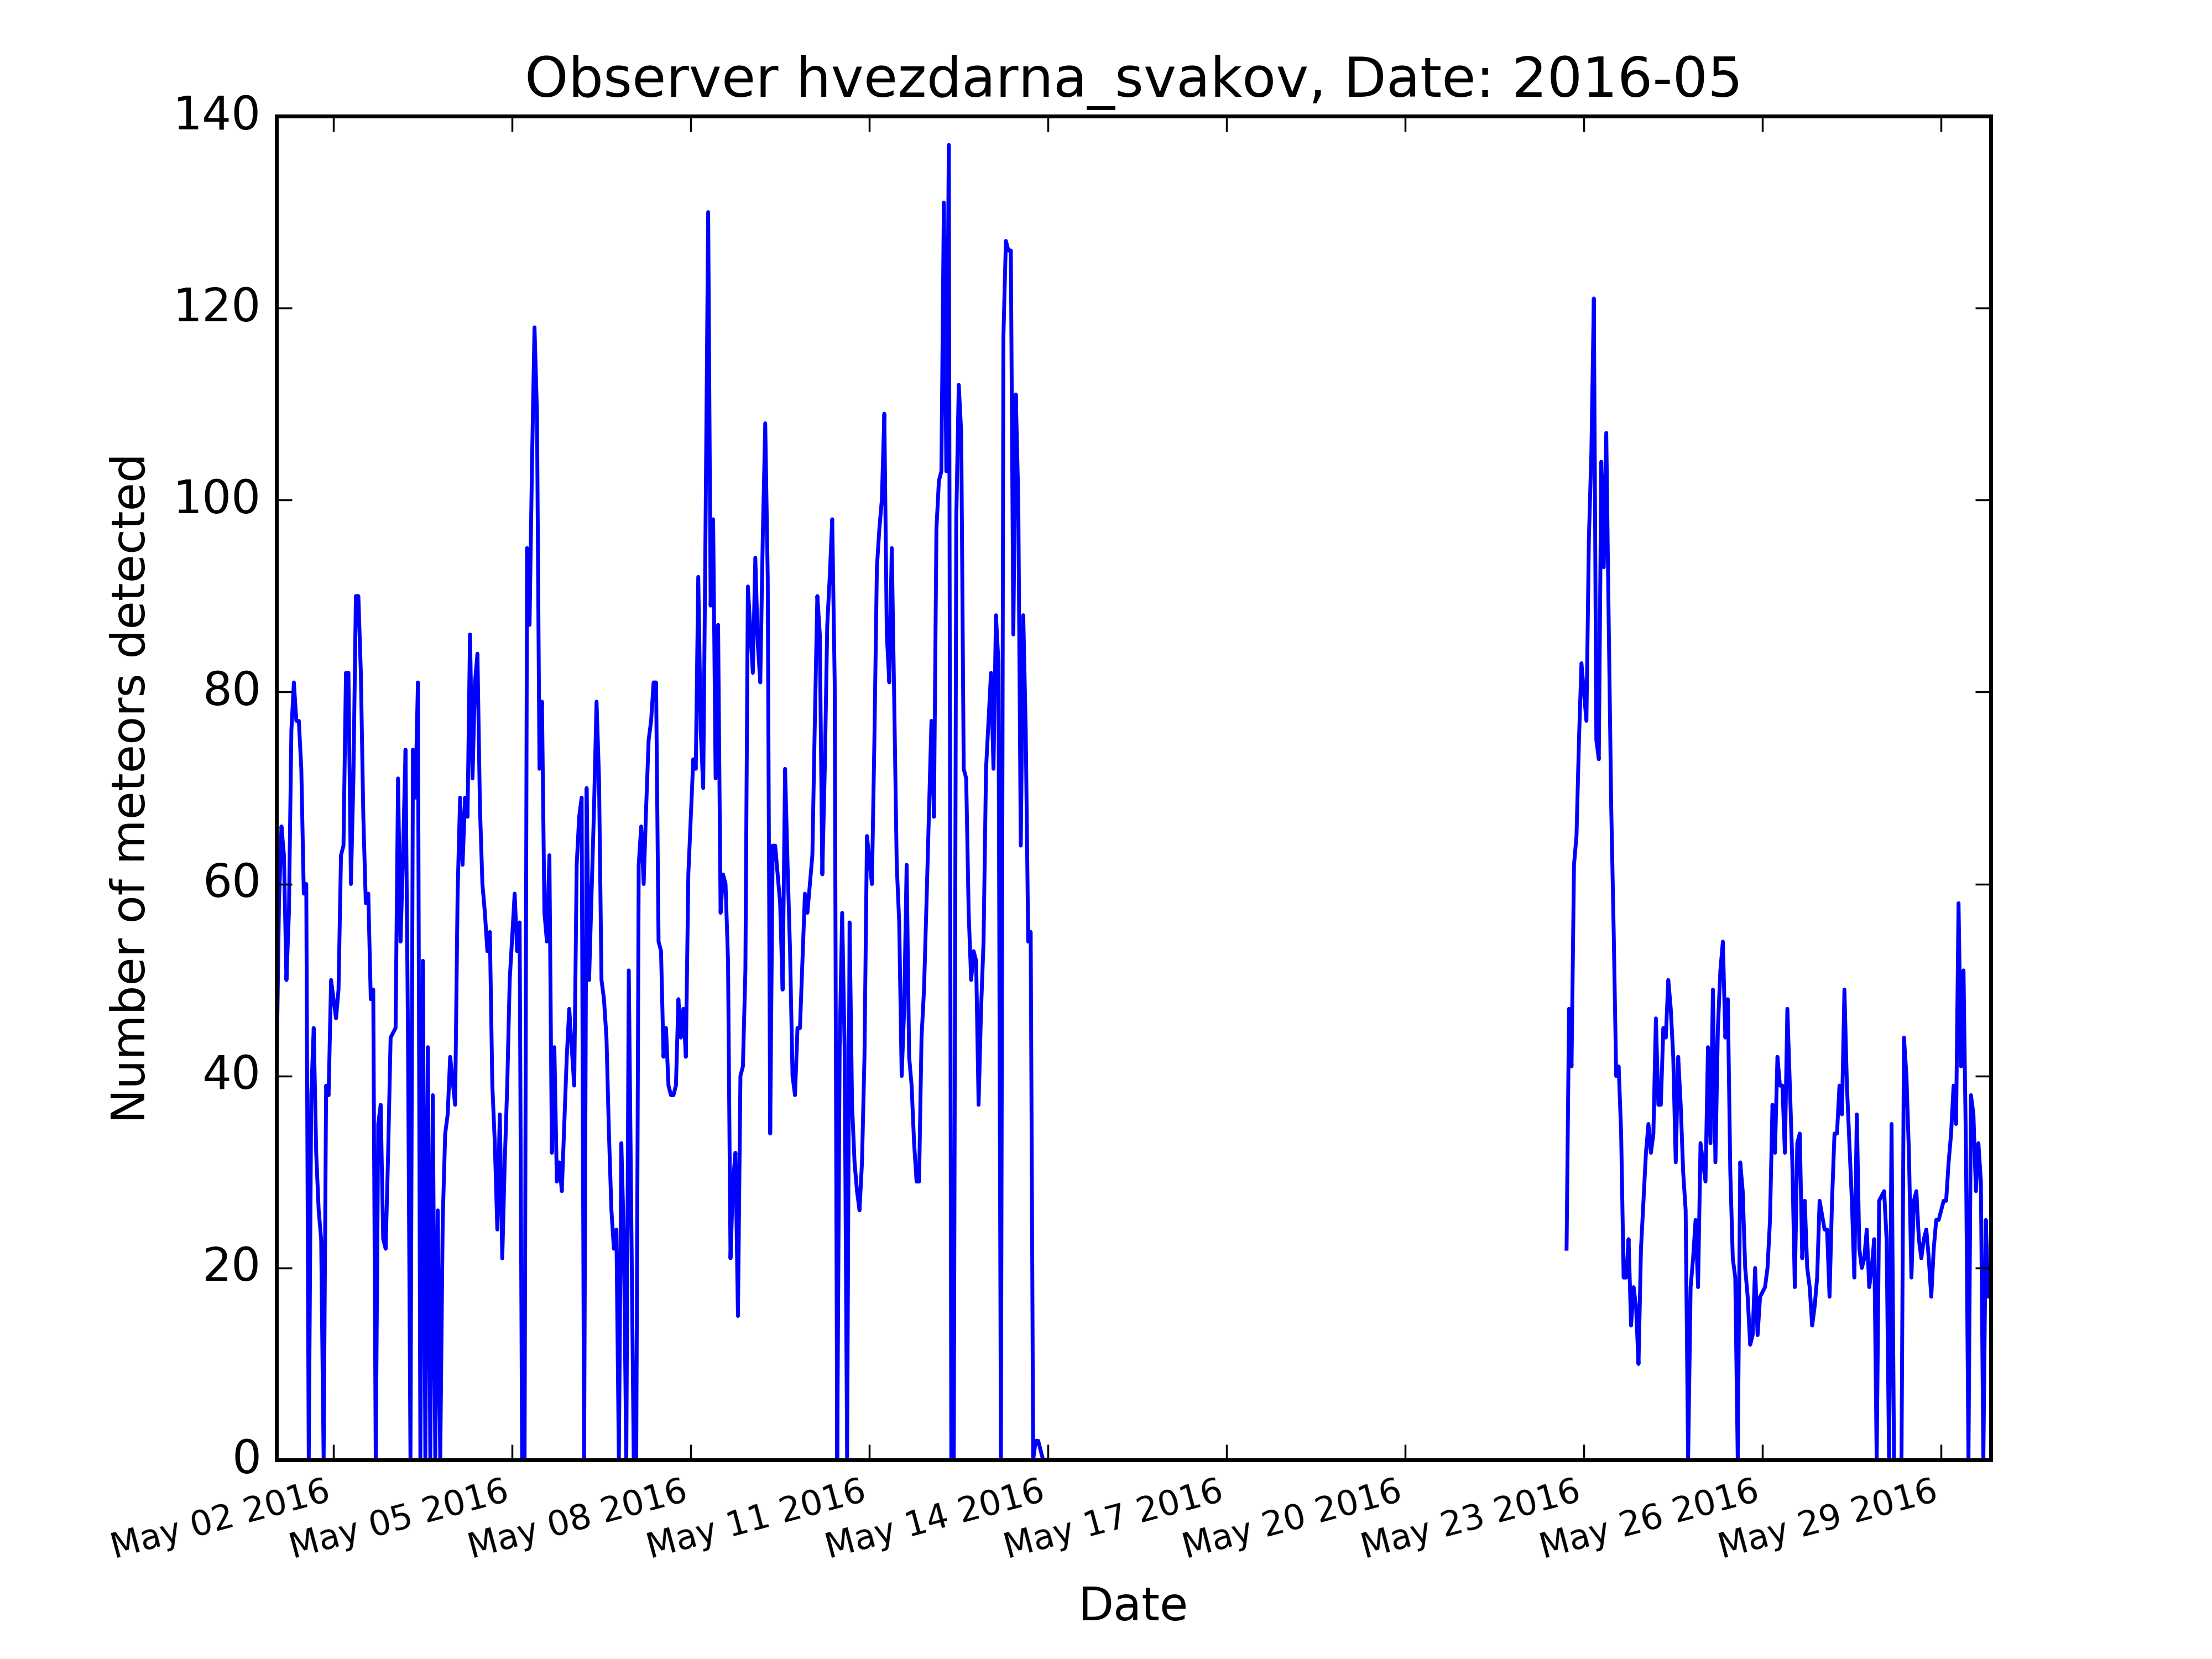 Observer hvezdarna_svakov, Date: 2016-05
Number of meteors detected
140
120
100
80
60
40
20
0
May 02 2016
May 05 2016
May 08 2016
May 11 2016
May 14 2016
May 17 2016
May 20 2016
May 23 2016
May 26 2016
May 29 2016
Date